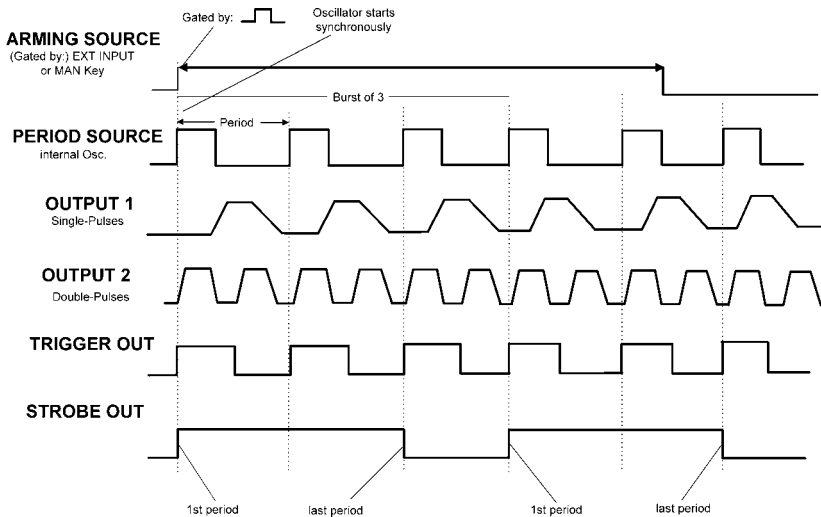 Gated by:
Oscillator starts
synchronously
ARMING SOURCE
(Gated by:) EXT INPUT
or MAN Key
Burst of 3
Period
PERIOD SOURCE
internal Osc.
OUTPUT 1
Single-Pulses
OUTPUT 2
Double-Pulses
TRIGGER OUT
STROBE OUT
1st period
last period
1st period
last period